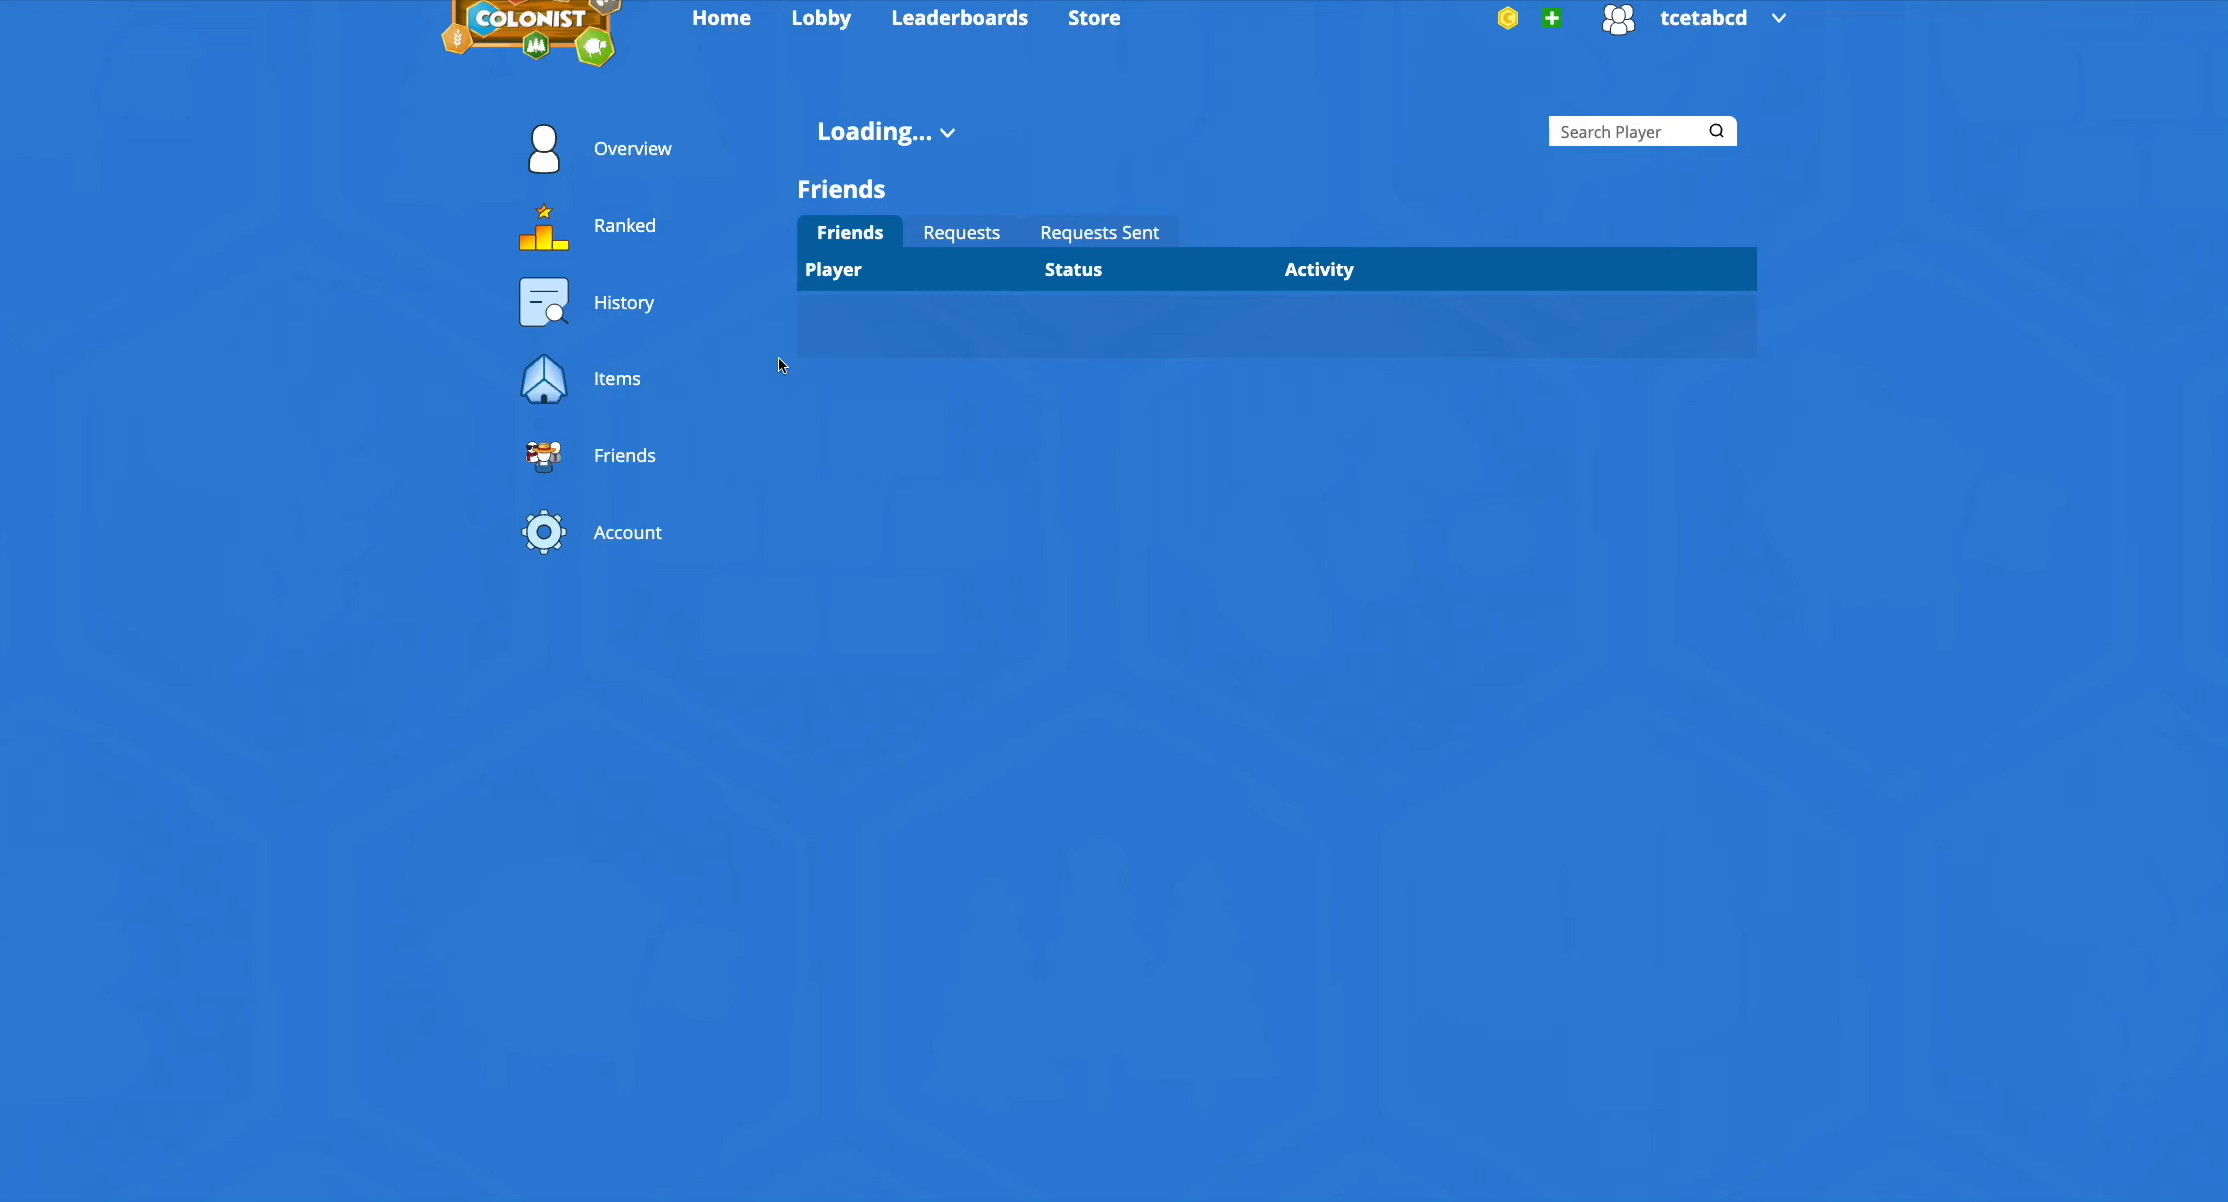 COLONIST
Home Lobby Leaderboards Store tcetabcd
Loading...
Search Player
Overview
Ranked
History
Items
Friends
Account
Friends
Friends Requests Requests Sent
Player Status Activity